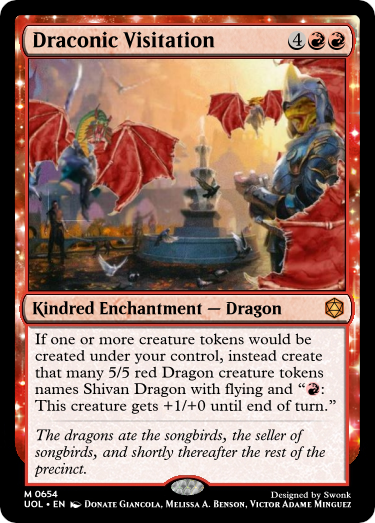 Draconic Visitation 4
Kindred Enchantment — Dragon
If one or more creature tokens would be
created under your control, instead create
that many 5/5 red Dragon creature tokens
names Shivan Dragon with flying and “:
This creature gets +1/+0 until end of turn.”
The dragons ate the songbirds, the seller of
songbirds, and shortly thereafter the rest of the
precinct.
M 0654 Designed by Swonk
UOL • EN DONATE GIANCOLA, MELISSA A. BENSON, VICTOR ADAME MINGUEZ